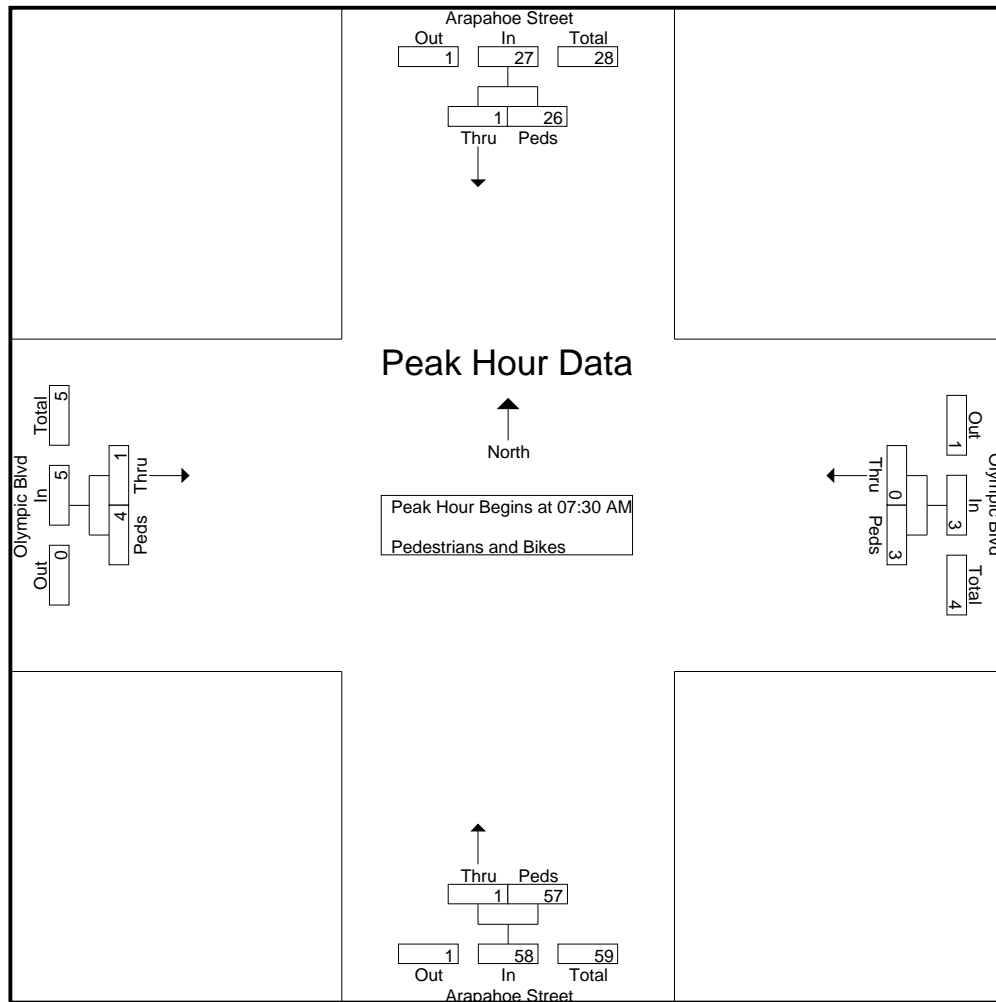 Arapahoe Street
Out In Total
1 27 28
1 26
Thru Peds
Peak Hour Data
North
Peak Hour Begins at 07:30 AM
Pedestrians and Bikes
Olympic Blvd
Out In Total
0 5 5
4 1
Peds Thru
Olympic Blvd
Out In Total
1 3 4
0 3
Thru Peds
Thru Peds
1 57
1 58 59
Out In Total
Arapahoe Street